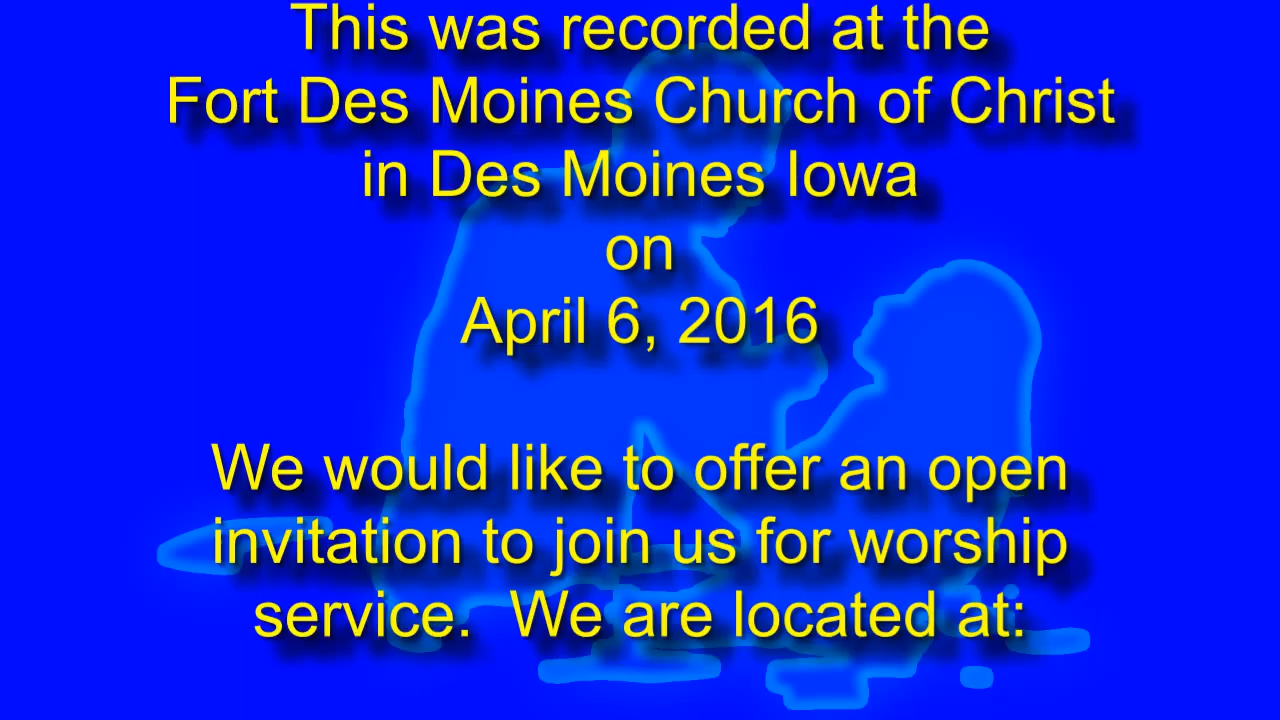 This was recorded at the
Fort Des Moines Church of Christ
in Des Moines Iowa
on
April 6, 2016
We would like to offer an open
invitation to join us for worship
service.  We are located at: